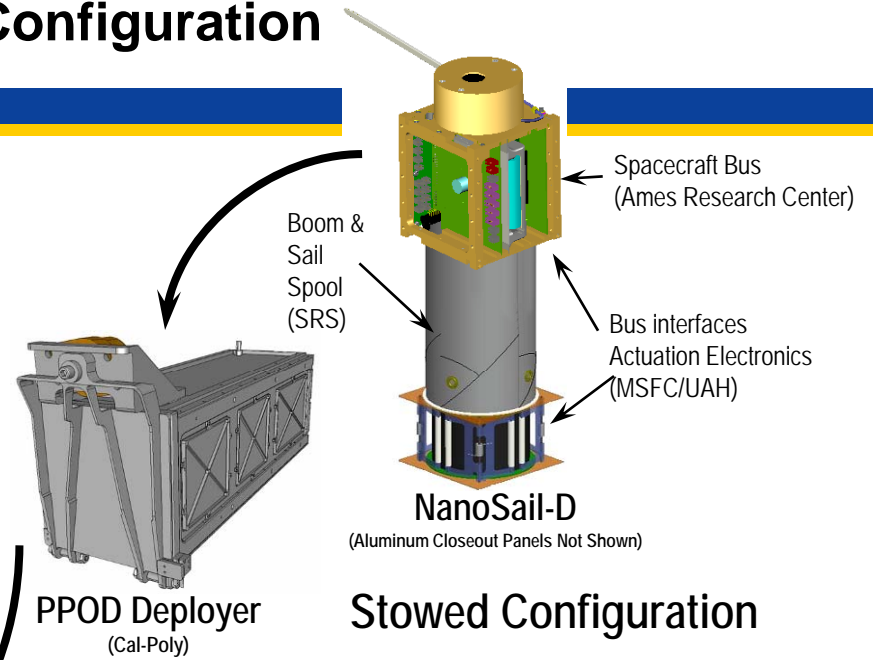 Configuration
Spacecraft Bus
(Ames Research Center)
Boom &
Sail
Spool
(SRS)
Bus interfaces
Actuation Electronics
(MSFC/UAH)
NanoSail-D
(Aluminum Closeout Panels Not Shown)
PPOD Deployer
(Cal-Poly)
Stowed Configuration